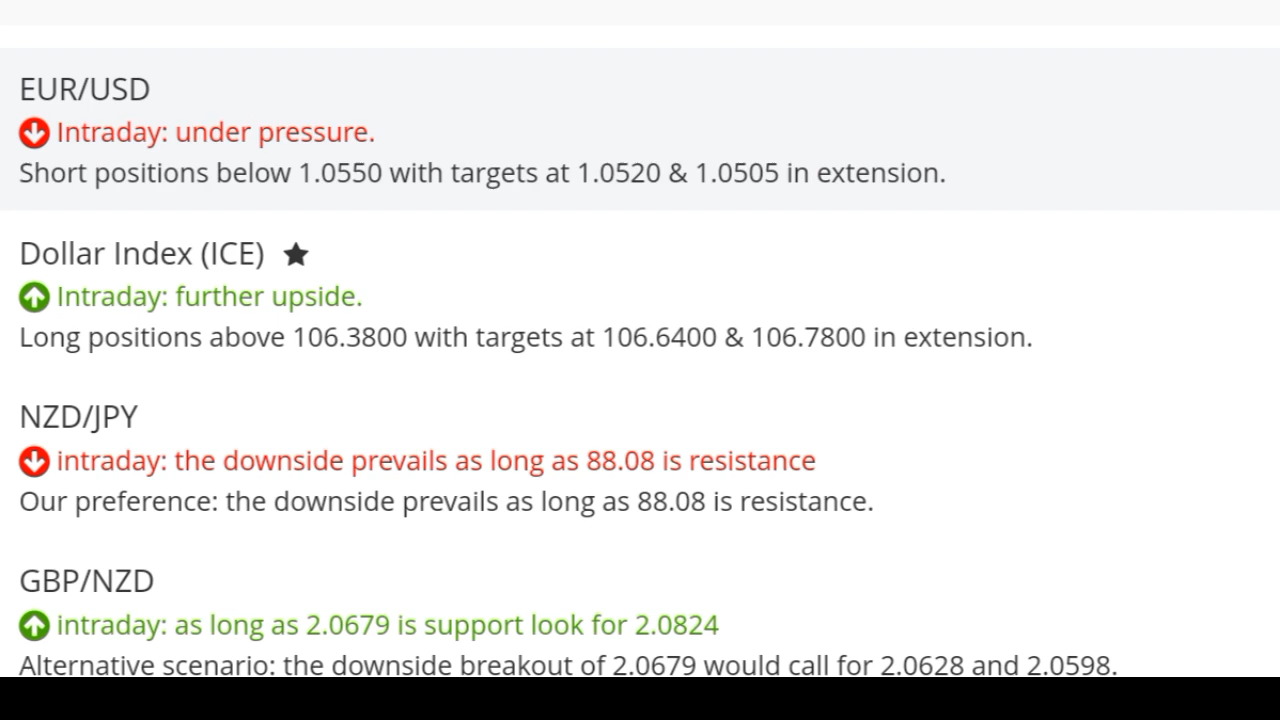 EUR/USD
Intraday: under pressure.
Short positions below 1.0550 with targets at 1.0520 & 1.0505 in extension.
Dollar Index (ICE)
Intraday: further upside.
Long positions above 106.3800 with targets at 106.6400 & 106.7800 in extension.
NZD/JPY
intraday: the downside prevails as long as 88.08 is resistance
Our preference: the downside prevails as long as 88.08 is resistance.
GBP/NZD
intraday: as long as 2.0679 is support look for 2.0824
Alternative scenario: the downside breakout of 2.0679 would call for 2.0628 and 2.0598.